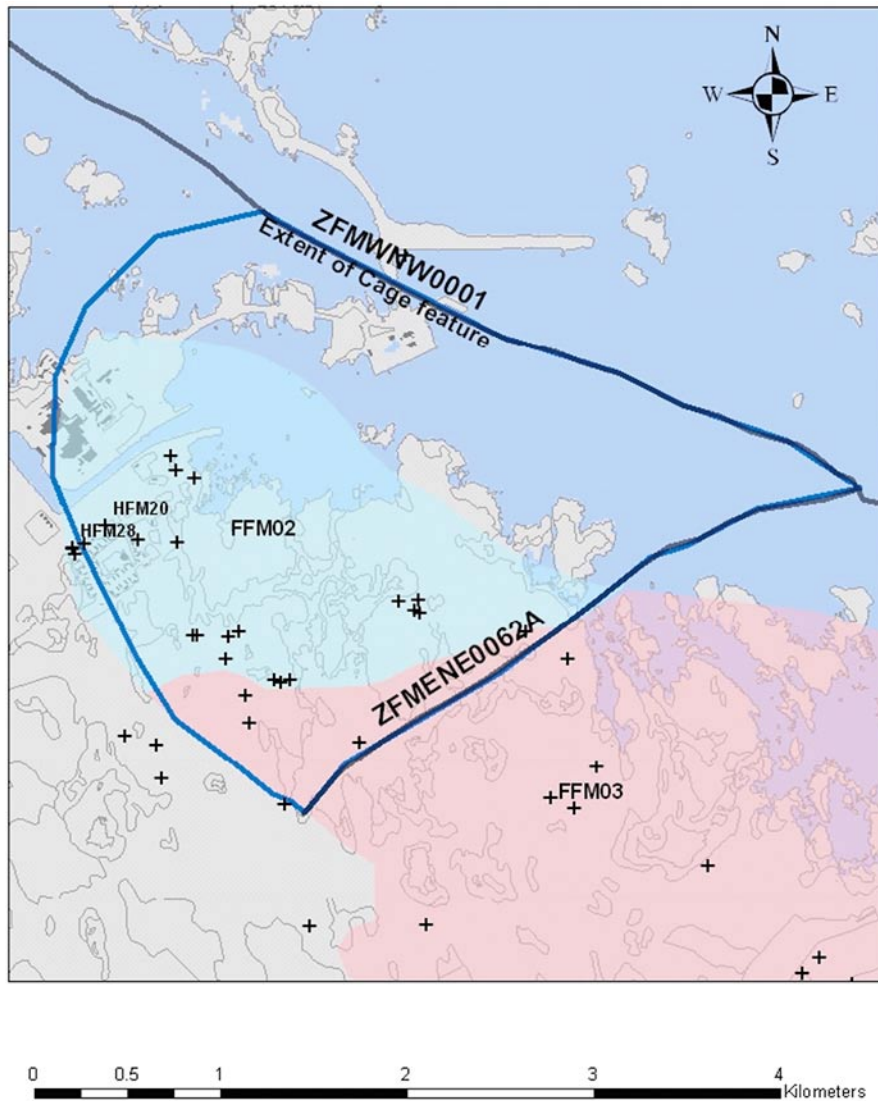 N
W E
S
ZFMWNW0001
Extent of Cage feature
HFM20
HFM28
FFM02
ZFMENE0062A
FFM03
0 0.5 1 2 3 4
Kilometers